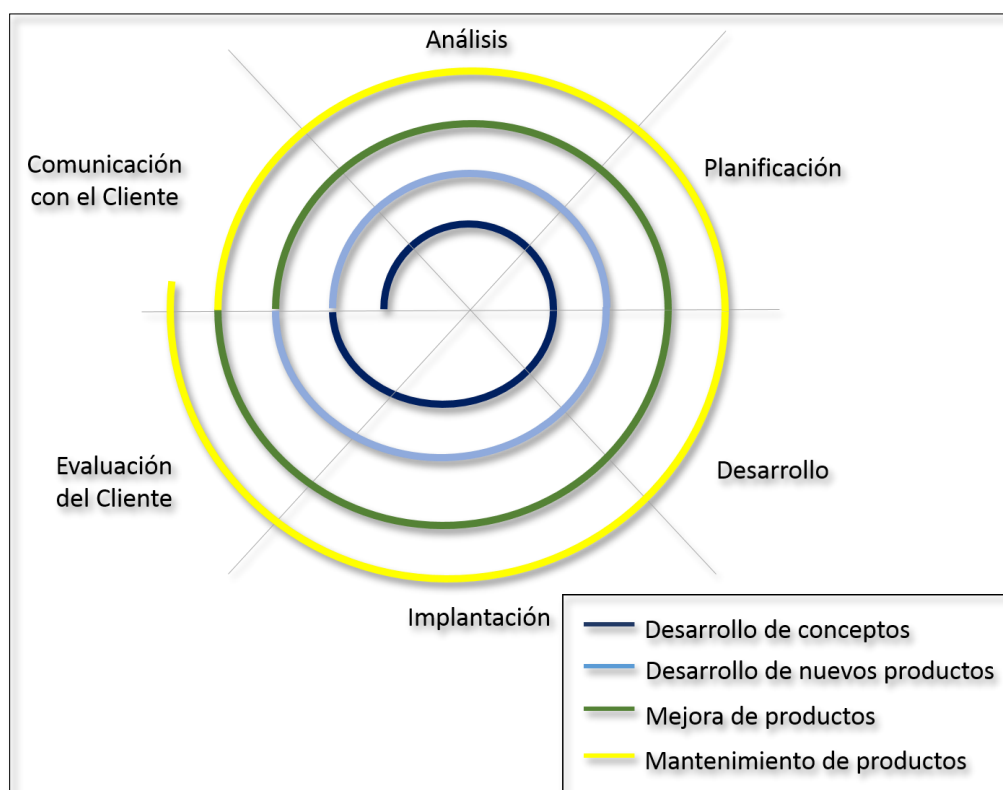 Análisis
Comunicación
con el Cliente
Planificación
Evaluación
del Cliente
Desarrollo
Implantación
Desarrollo de conceptos
Desarrollo de nuevos productos
Mejora de productos
Mantenimiento de productos